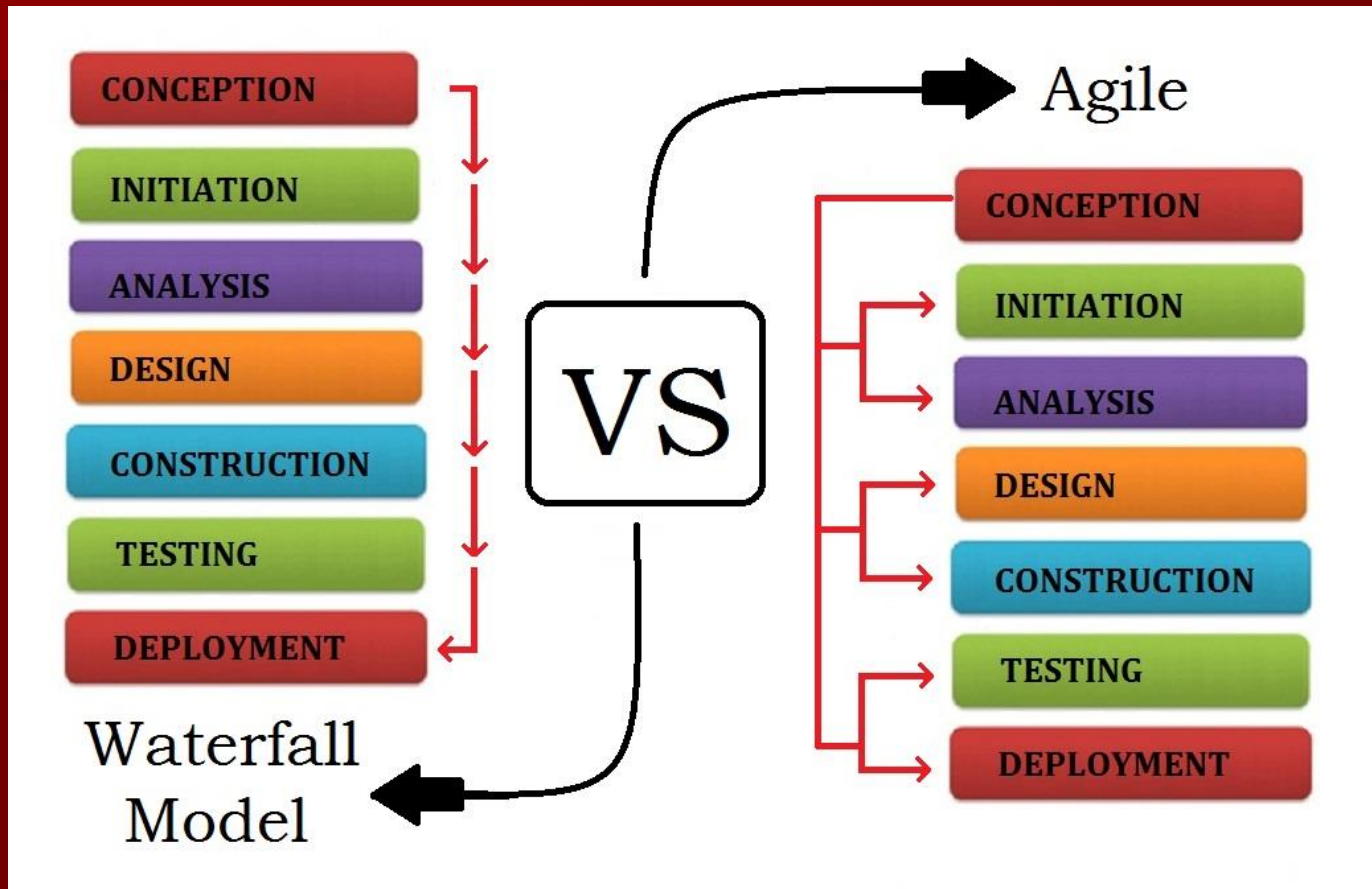 CONCEPTION
INITIATION
ANALYSIS
DESIGN
CONSTRUCTION
TESTING
DEPLOYMENT
Waterfall
Model
VS
Agile
CONCEPTION
INITIATION
ANALYSIS
DESIGN
CONSTRUCTION
TESTING
DEPLOYMENT